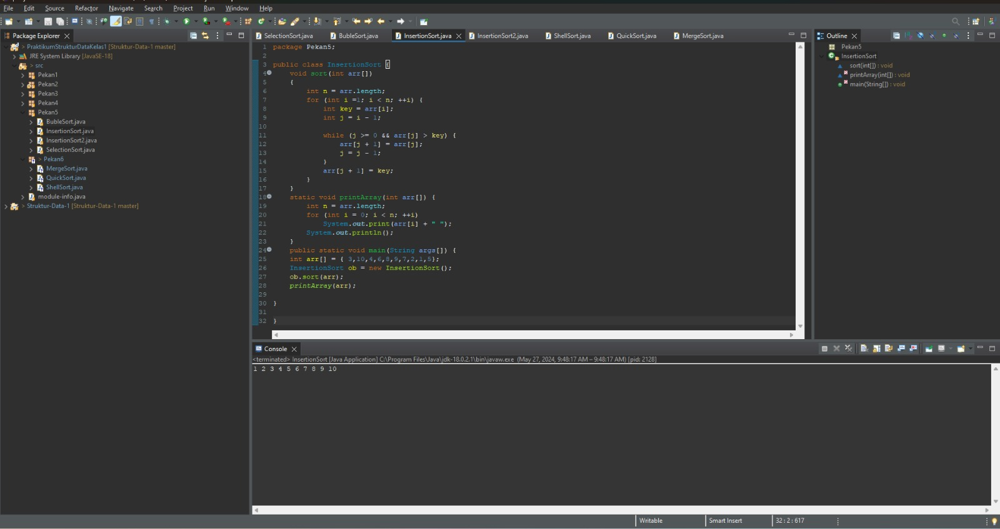 File Edit Source Refactor Navigate Search Project Run Window Help
Package Explorer
> PraktikumStrukturDataKelas1 [Struktur-Data-1 master]
JRE System Library [JavaSE-18]
> src
Pekan1
Pekan2
Pekan3
Pekan4
Pekan5
BubleSort.java
InsertionSort.java
InsertionSort2.java
SelectionSort.java
> Pekan6
MergeSort.java
QuickSort.java
ShellSort.java
module-info.java
> Struktur-Data-1 [Struktur-Data-1 master]
SelectionSort.java BubleSort.java InsertionSort.java InsertionSort2.java ShellSort.java QuickSort.java MergeSort.java
1 package Pekan5;
2
3 public class InsertionSort {
4 void sort(int arr[])
5 {
6 int n = arr.length;
7 for (int i =1; i < n; ++i) {
8 int key = arr[i];
9 int j = i - 1;
10
11 while (j >= 0 && arr[j] > key) {
12 arr[j + 1] = arr[j];
13 j = j - 1;
14 }
15 arr[j + 1] = key;
16 }
17 }
18 static void printArray(int arr[]) {
19 int n = arr.length;
20 for (int i = 0; i < n; ++i)
21 System.out.print(arr[i] + " ");
22 System.out.println();
23 }
24 public static void main(String args[]) {
25 int arr[] = { 3,10,4,6,8,9,7,2,1,5};
26 InsertionSort ob = new InsertionSort();
27 ob.sort(arr);
28 printArray(arr);
29
30 }
31
32 }
Outline
Pekan5
InsertionSort
sort(int[]) : void
printArray(int[]) : void
main(String[]) : void
Console
<terminated> InsertionSort [Java Application] C:\Program Files\Java\jdk-18.0.2.1\bin\javaw.exe (May 27, 2024, 9:48:17 AM – 9:48:17 AM) [pid: 2128]
1 2 3 4 5 6 7 8 9 10
Writable Smart Insert 32 : 2 : 617